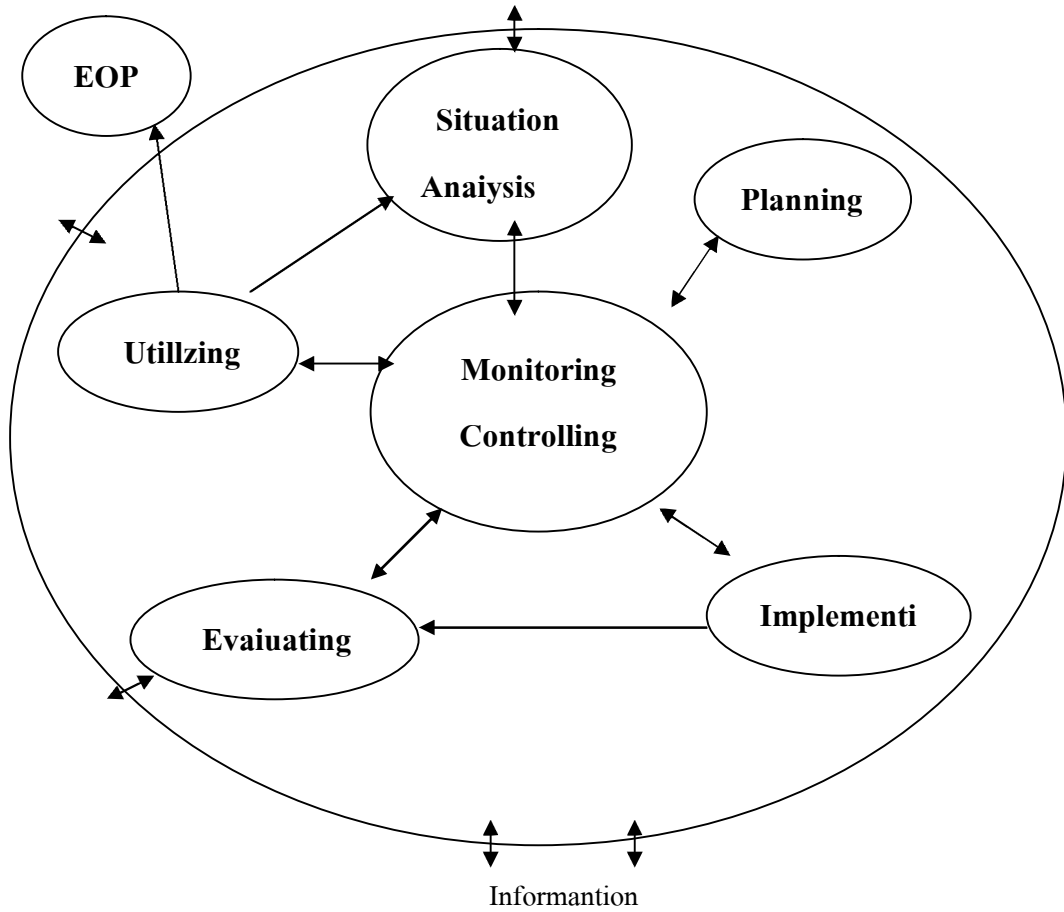 EOP
Situation
Anaiysis
Planning
Utillzing
Monitoring
Controlling
Evaiuating
Implementi
Informantion